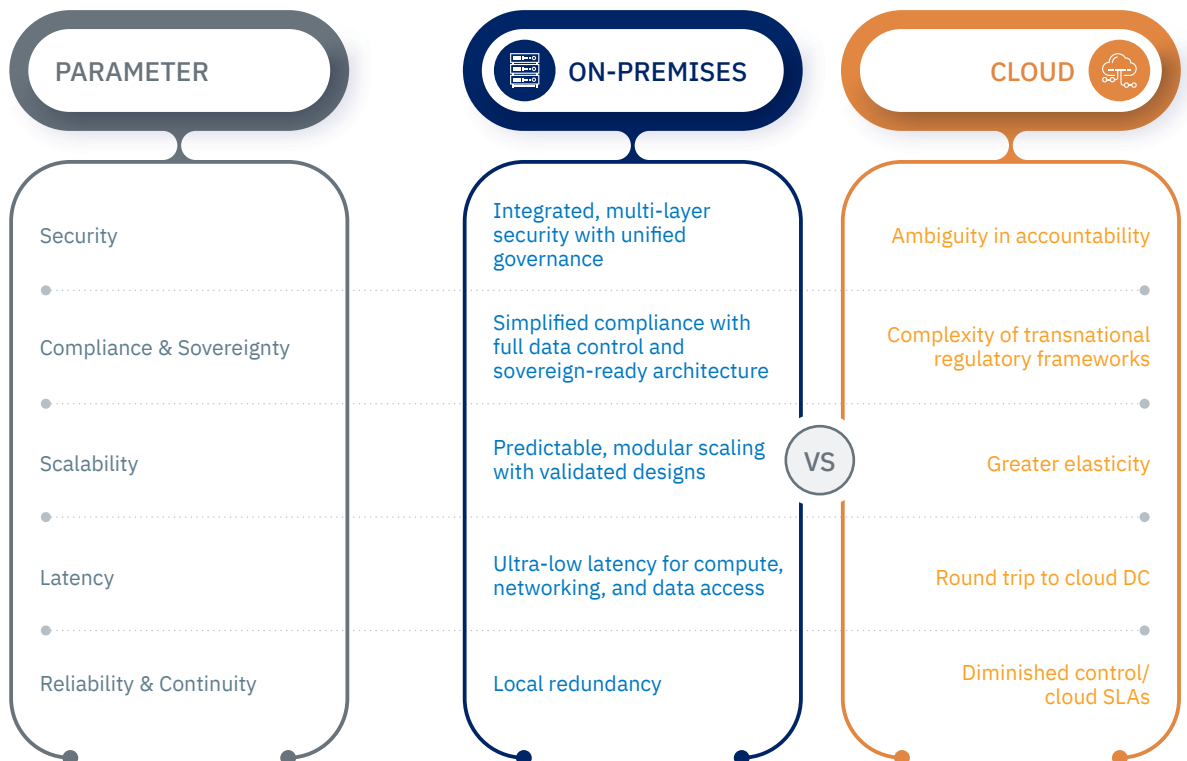 PARAMETER
ON-PREMISES
CLOUD
Security
Integrated, multi-layer
security with unified
governance
Ambiguity in accountability
Compliance & Sovereignty
Simplified compliance with
full data control and
sovereign-ready architecture
Complexity of transnational
regulatory frameworks
Scalability
Predictable, modular scaling
with validated designs
VS
Greater elasticity
Latency
Ultra-low latency for compute,
networking, and data access
Round trip to cloud DC
Reliability & Continuity
Local redundancy
Diminished control/
cloud SLAs